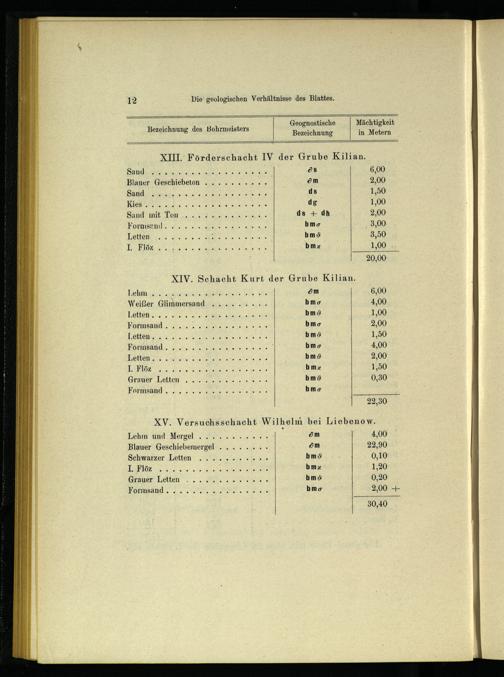 12 Die geologischen Verhältnisse des Blattes.
Bezeichnung des Bohrmeisters Geognostische Bezeichnung Mächtigkeit in Metern
XIII. Förderschacht IV der Grube Kilian.
Sand . . . . . . . . . . ∂s 6,00
Blauer Geschiebeton . . . . . . . . . . ∂m 2,00
Sand . . . . . . . . . . ds 1,50
Kies . . . . . . . . . . dg 1,00
Sand mit Ton . . . . . . . . . . ds + dh 2,00
Formsand . . . . . . . . . . bmσ 3,00
Letten . . . . . . . . . . bmϑ 3,50
I. Flöz . . . . . . . . . . bmϰ 1,00
20,00
XIV. Schacht Kurt der Grube Kilian.
Lehm . . . . . . . . . . ∂m 6,00
Weißer Glimmersand . . . . . . . . . . bmσ 4,00
Letten . . . . . . . . . . bmϑ 1,00
Formsand . . . . . . . . . . bmσ 2,00
Letten . . . . . . . . . . bmϑ 1,50
Formsand . . . . . . . . . . bmσ 4,00
Letten . . . . . . . . . . bmϑ 2,00
I. Flöz . . . . . . . . . . bmϰ 1,50
Grauer Letten . . . . . . . . . . bmϑ 0,30
Formsand . . . . . . . . . . bmσ
22,30
XV. Versuchsschacht Wilhelm bei Liebenow.
Lehm und Mergel . . . . . . . . . . ∂m 4,00
Blauer Geschiebemergel . . . . . . . . ∂m 22,90
Schwarzer Letten . . . . . . . . bmϑ 0,10
I. Flöz . . . . . . . . . . bmϰ 1,20
Grauer Letten . . . . . . . . . . bmϑ 0,20
Formsand . . . . . . . . . . bmσ 2,00 +
30,40